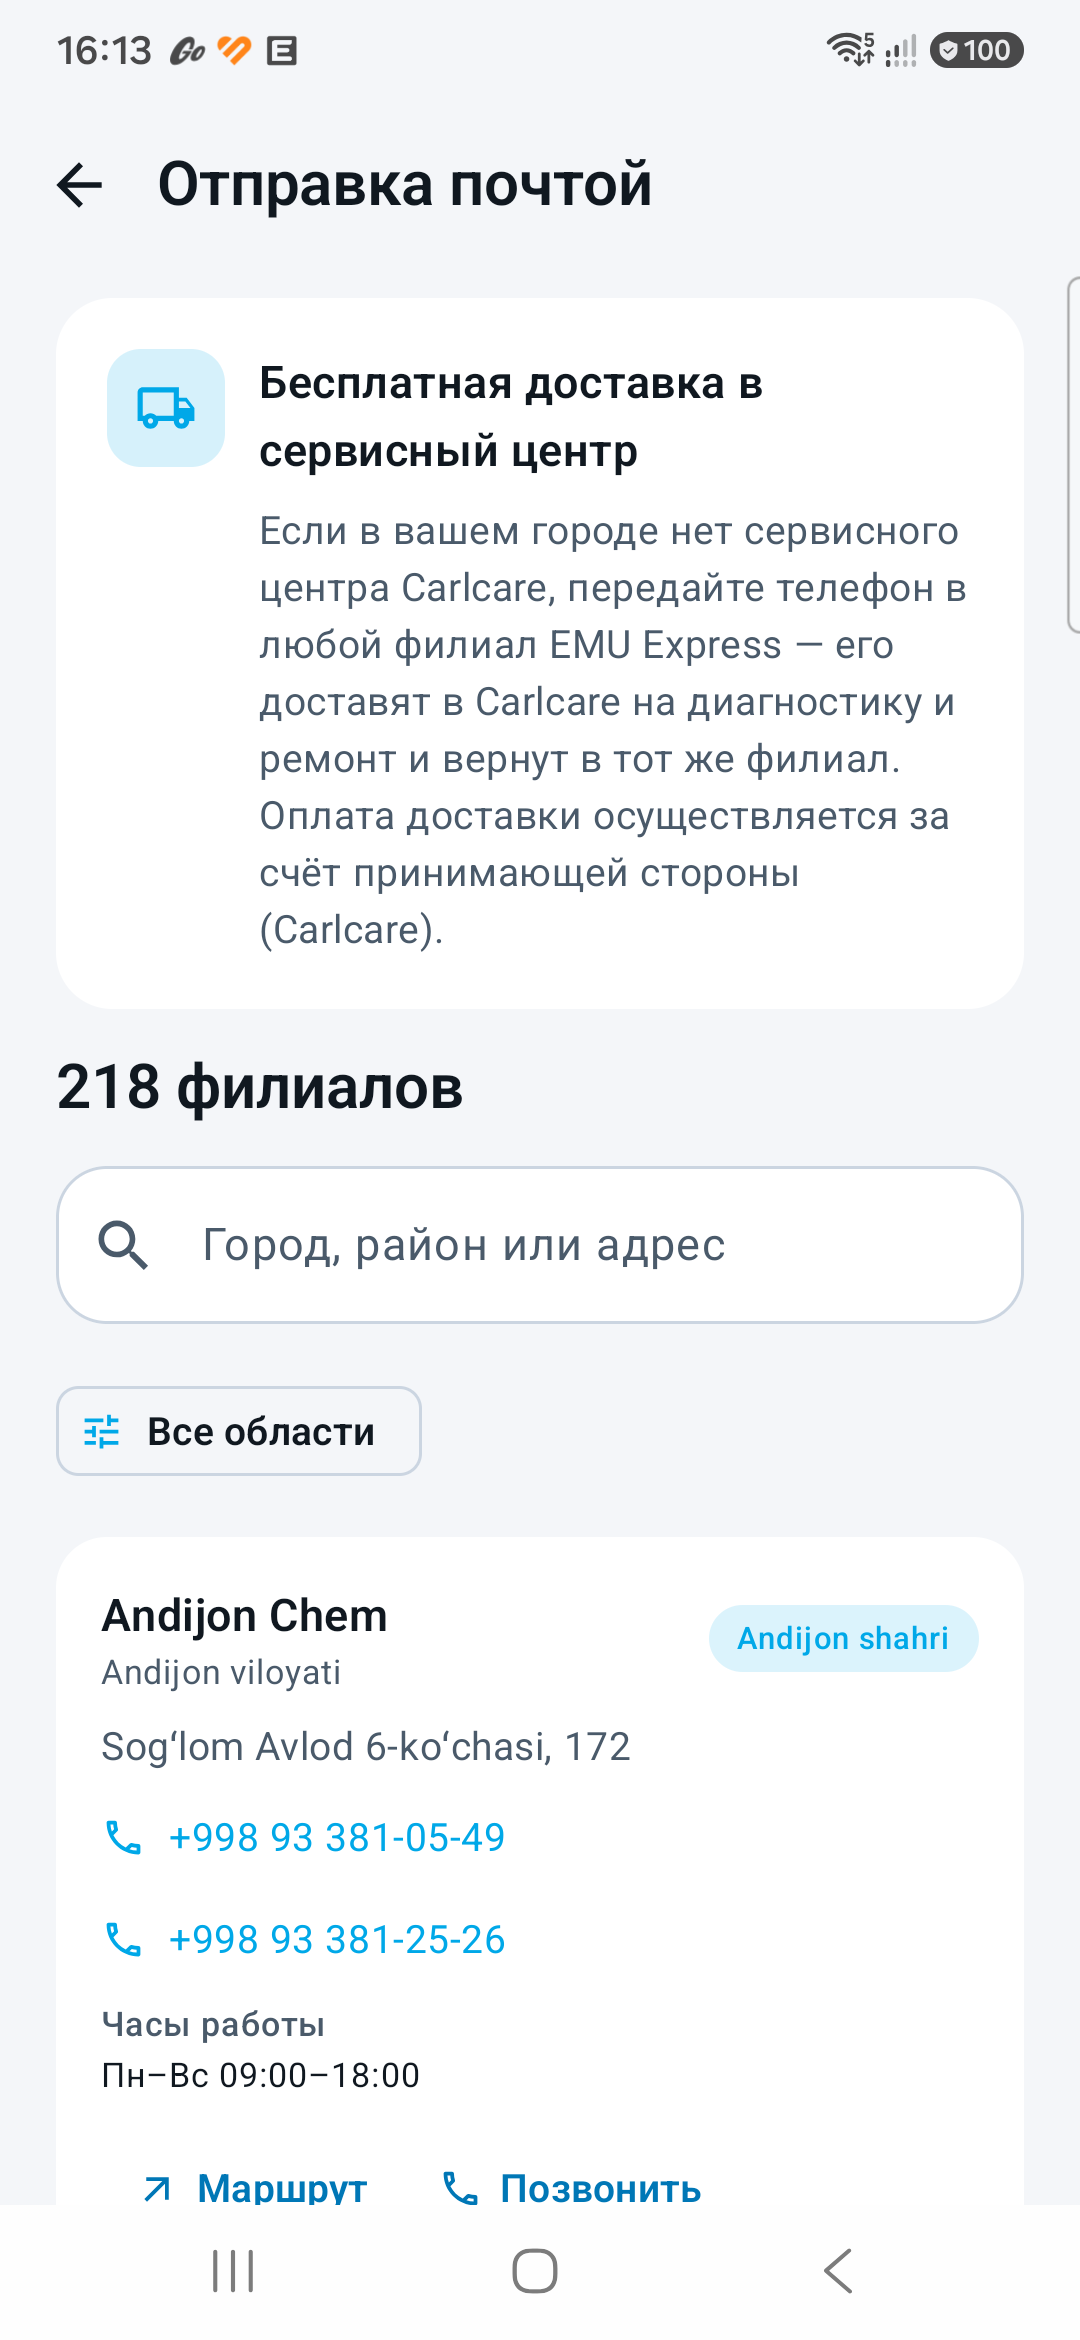 16:13 Go E 5 100
Отправка почтой
Бесплатная доставка в
сервисный центр
Если в вашем городе нет сервисного
центра Carlcare, передайте телефон в
любой филиал EMU Express — его
доставят в Carlcare на диагностику и
ремонт и вернут в тот же филиал.
Оплата доставки осуществляется за
счёт принимающей стороны
(Carlcare).
218 филиалов
Город, район или адрес
Все области
Andijon Chem
Andijon shahri
Andijon viloyati
Sog‘lom Avlod 6-ko‘chasi, 172
+998 93 381-05-49
+998 93 381-25-26
Часы работы
Пн–Вс 09:00–18:00
Маршрут Позвонить